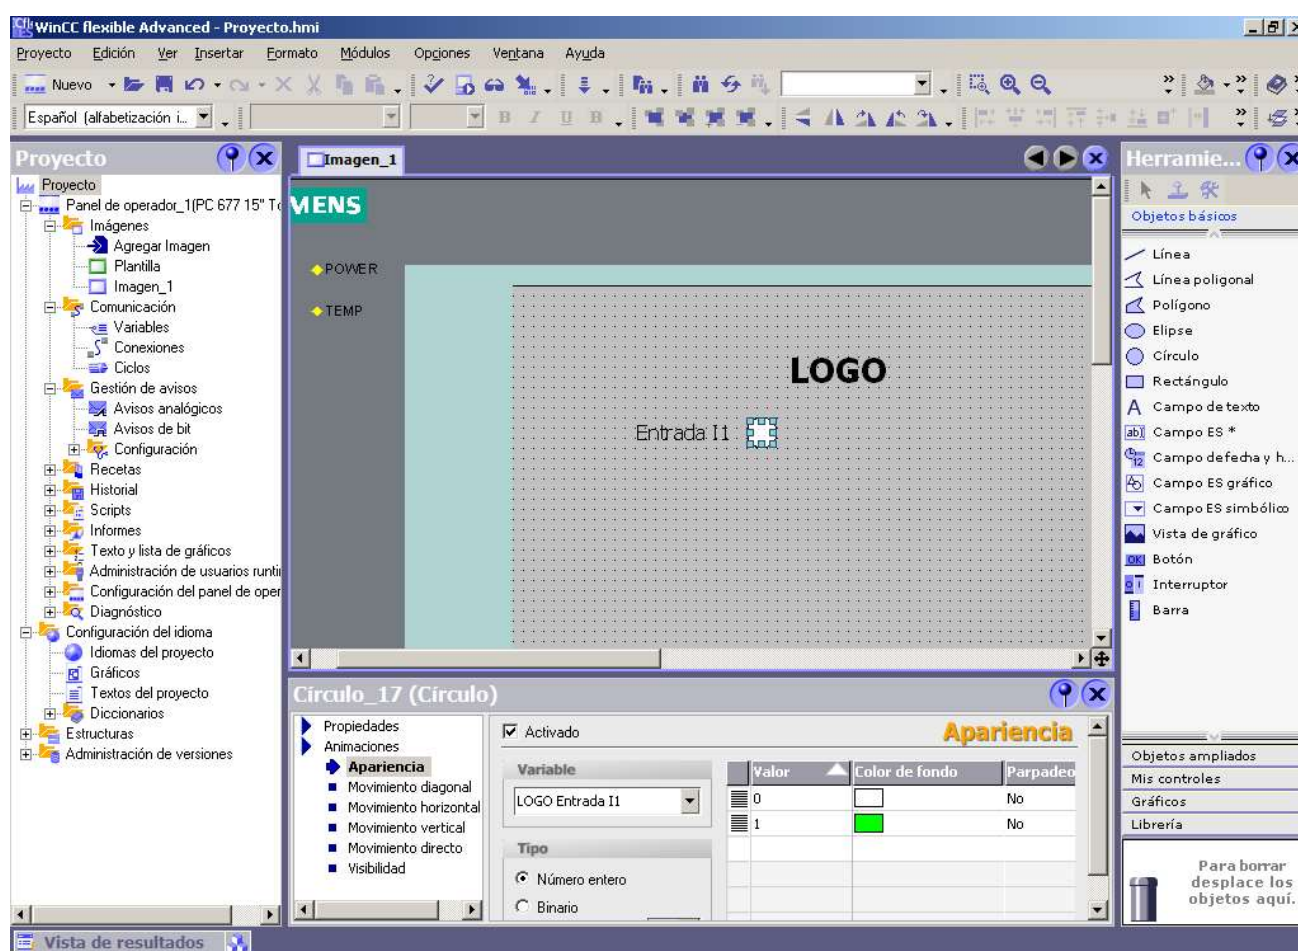 WinCC flexible Advanced - Proyecto.hmi
Proyecto Edición Ver Insertar Formato Módulos Opciones Ventana Ayuda
Nuevo
Español (alfabetización i...
N K U B
Proyecto
Proyecto
Panel de operador_1(PC 677 15" To
Imágenes
Agregar Imagen
Plantilla
Imagen_1
Comunicación
Variables
Conexiones
Ciclos
Gestión de avisos
Avisos analógicos
Avisos de bit
Configuración
Recetas
Historial
Scripts
Informes
Texto y lista de gráficos
Administración de usuarios runti
Configuración del panel de oper
Diagnóstico
Configuración del idioma
Idiomas del proyecto
Gráficos
Textos del proyecto
Diccionarios
Estructuras
Administración de versiones
Imagen_1
MENS
POWER
TEMP
LOGO
Entrada I1
Círculo_17 (Círculo)
Propiedades
Animaciones
Apariencia
Movimiento diagonal
Movimiento horizontal
Movimiento vertical
Movimiento directo
Visibilidad
Activado
Apariencia
Variable
LOGO Entrada I1
Tipo
Número entero
Binario
Valor Color de fondo Parpadeo
0 No
1 No
Herramie...
Objetos básicos
Línea
Línea poligonal
Polígono
Elipse
Círculo
Rectángulo
Campo de texto
Campo ES *
Campo defecha y h...
Campo ES gráfico
Campo ES simbólico
Vista de gráfico
Botón
Interruptor
Barra
Objetos ampliados
Mis controles
Gráficos
Librería
Para borrar
desplace los
objetos aquí.
Vista de resultados